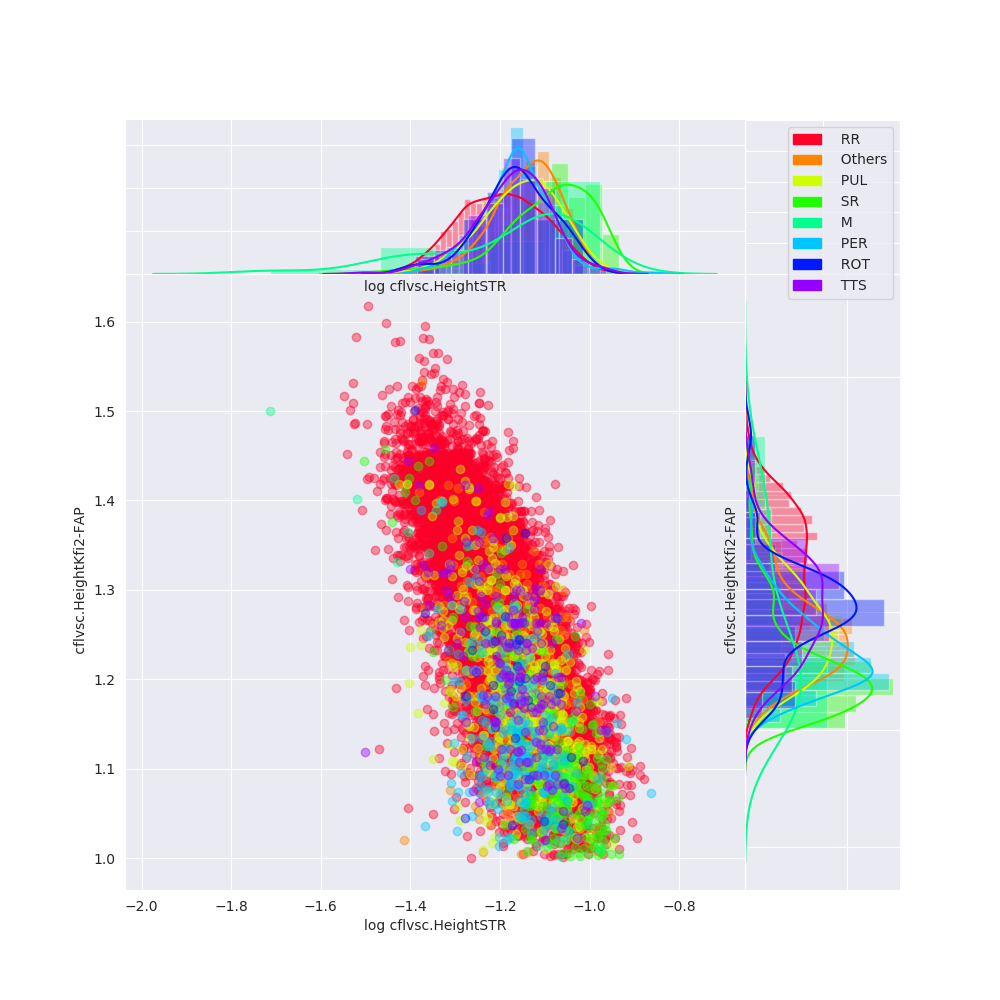 RR
Others
PUL
SR
M
PER
ROT
TTS
log cflvsc.HeightSTR
1.6
1.5
1.4
1.3
1.2
1.1
1.0
cflvsc.HeightKfi2-FAP
cflvsc.HeightKfi2-FAP
−2.0 −1.8 −1.6 −1.4 −1.2 −1.0 −0.8
log cflvsc.HeightSTR